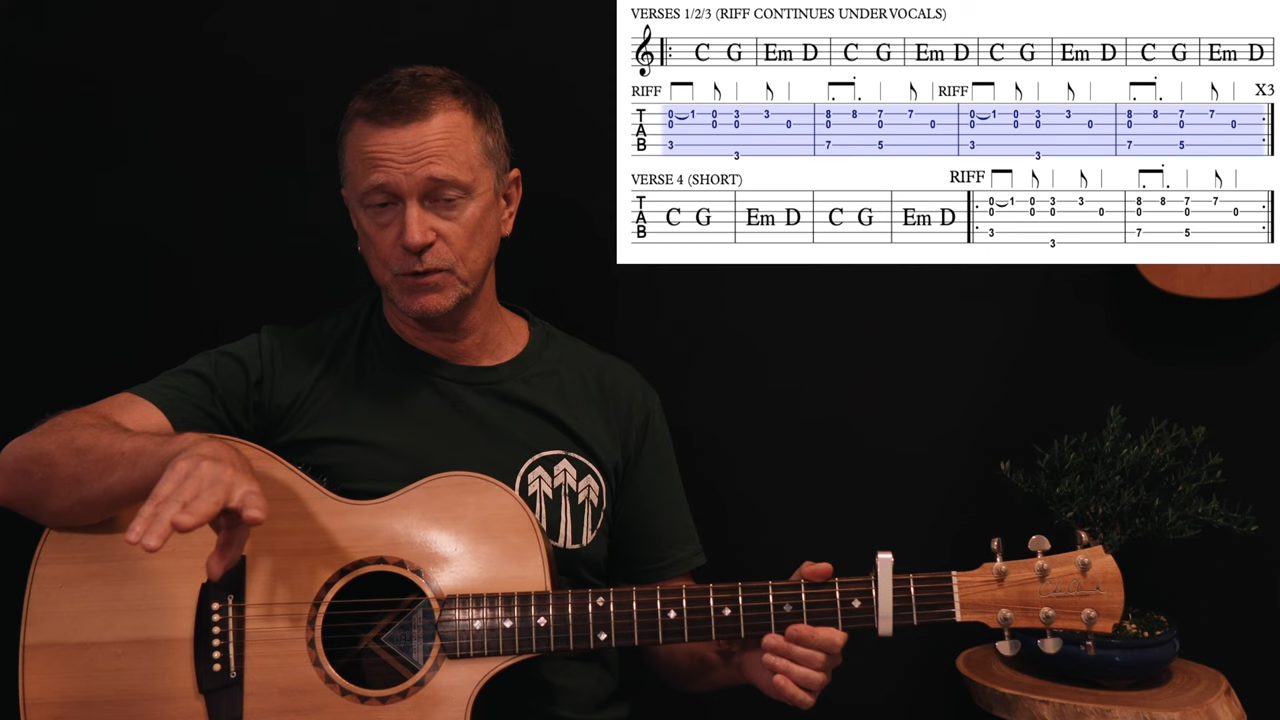 VERSES 1/2/3 (RIFF CONTINUES UNDER VOCALS)
C G Em D C G Em D C G Em D C G Em D
RIFF RIFF X3
T 0 1 0 3 3 8 8 7 7 0 1 0 3 3 8 8 7 7
A 0 0 0 0 0 0 0 0 0 0 0 0
B 3 7 5 3 7 5
3 3
VERSE 4 (SHORT) RIFF
T 0 1 0 3 3 8 8 7 7
A C G Em D C G Em D 0 0 0 0 0 0
B 3 7 5
3